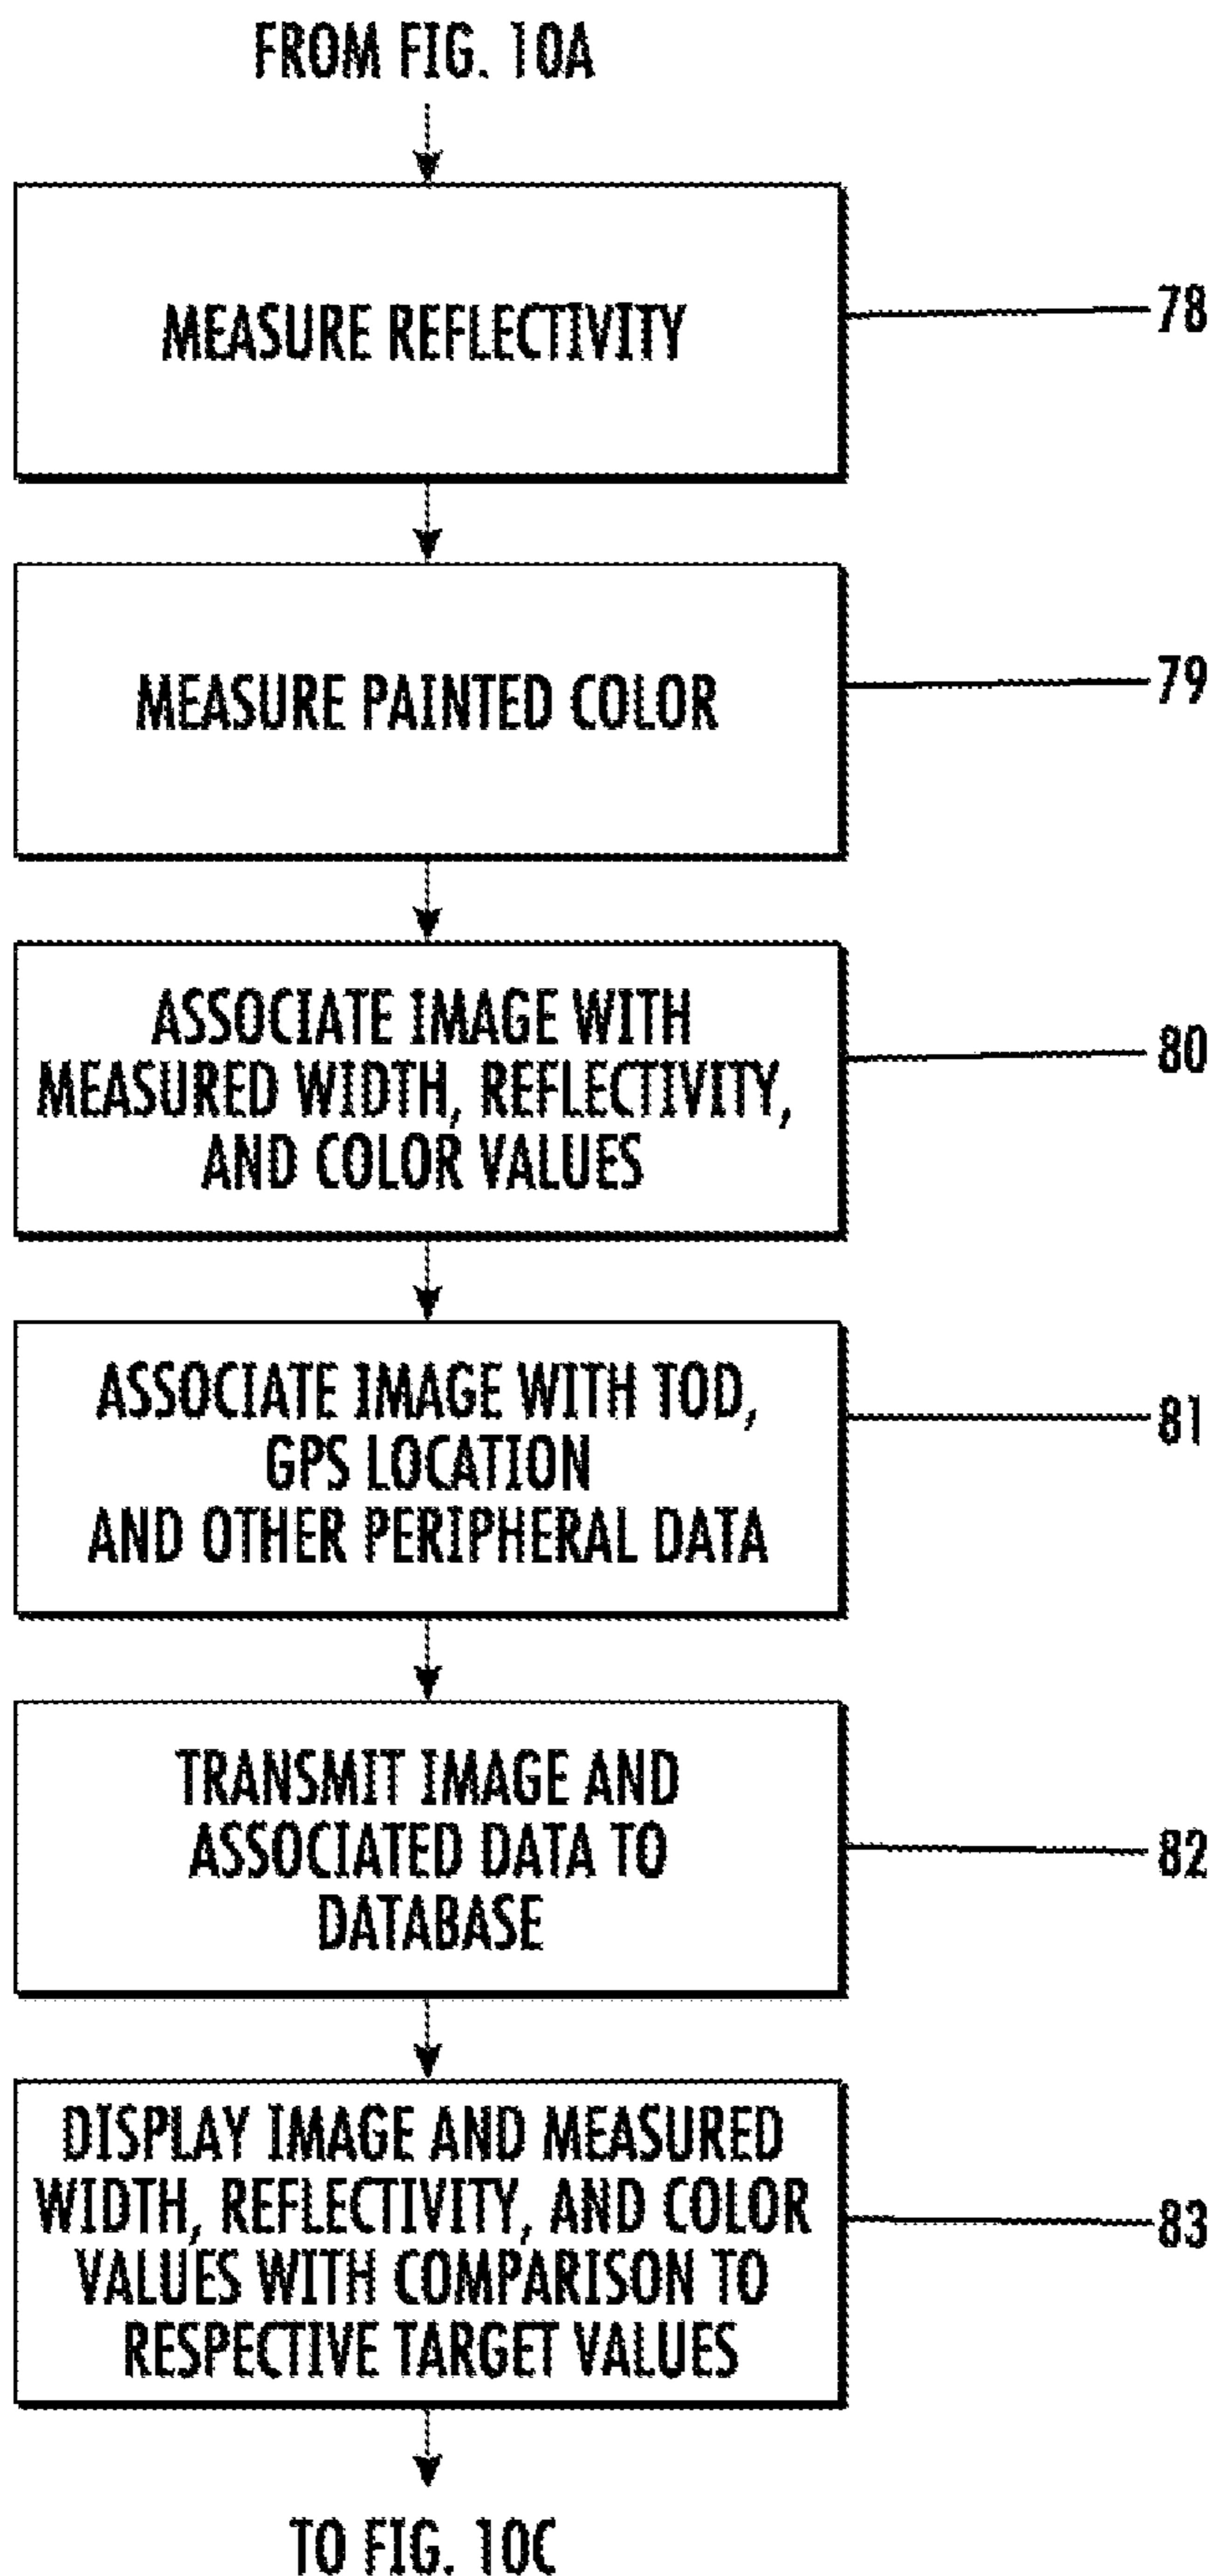 FROM FIG. 10A
MEASURE REFLECTIVITY
78
MEASURE PAINTED COLOR
79
ASSOCIATE IMAGE WITH
MEASURED WIDTH, REFLECTIVITY,
AND COLOR VALUES
80
ASSOCIATE IMAGE WITH TOD,
GPS LOCATION
AND OTHER PERIPHERAL DATA
81
TRANSMIT IMAGE AND
ASSOCIATED DATA TO
DATABASE
82
DISPLAY IMAGE AND MEASURED
WIDTH, REFLECTIVITY, AND COLOR
VALUES WITH COMPARISON TO
RESPECTIVE TARGET VALUES
83
TO FIG. 10C